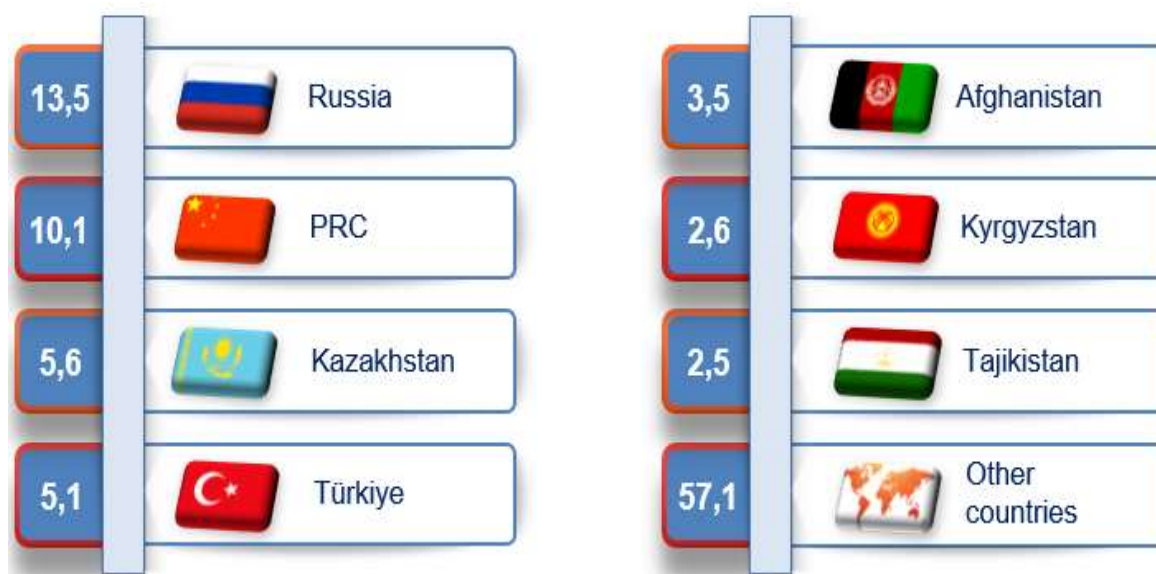 13,5 Russia
10,1 PRC
5,6 Kazakhstan
5,1 Türkiye
3,5 Afghanistan
2,6 Kyrgyzstan
2,5 Tajikistan
57,1 Other
countries